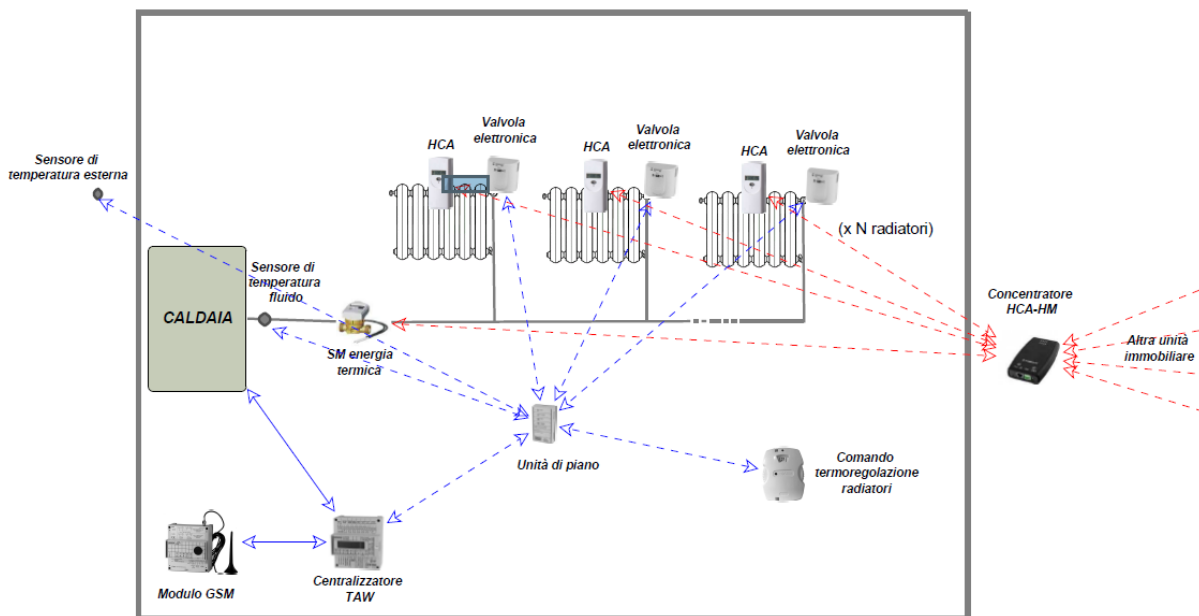 Valvola
elettronica
HCA
Valvola
elettronica
HCA
Valvola
elettronica
HCA
Sensore di
temperatura esterna
(x N radiatori)
Sensore di
temperatura
fluido
CALDAIA
SM energia
termica
Concentratore
HCA-HM
Altra unità
immobiliare
Unità di piano
Comando
termoregolazione
radiatori
Modulo GSM
Centralizzatore
TAW